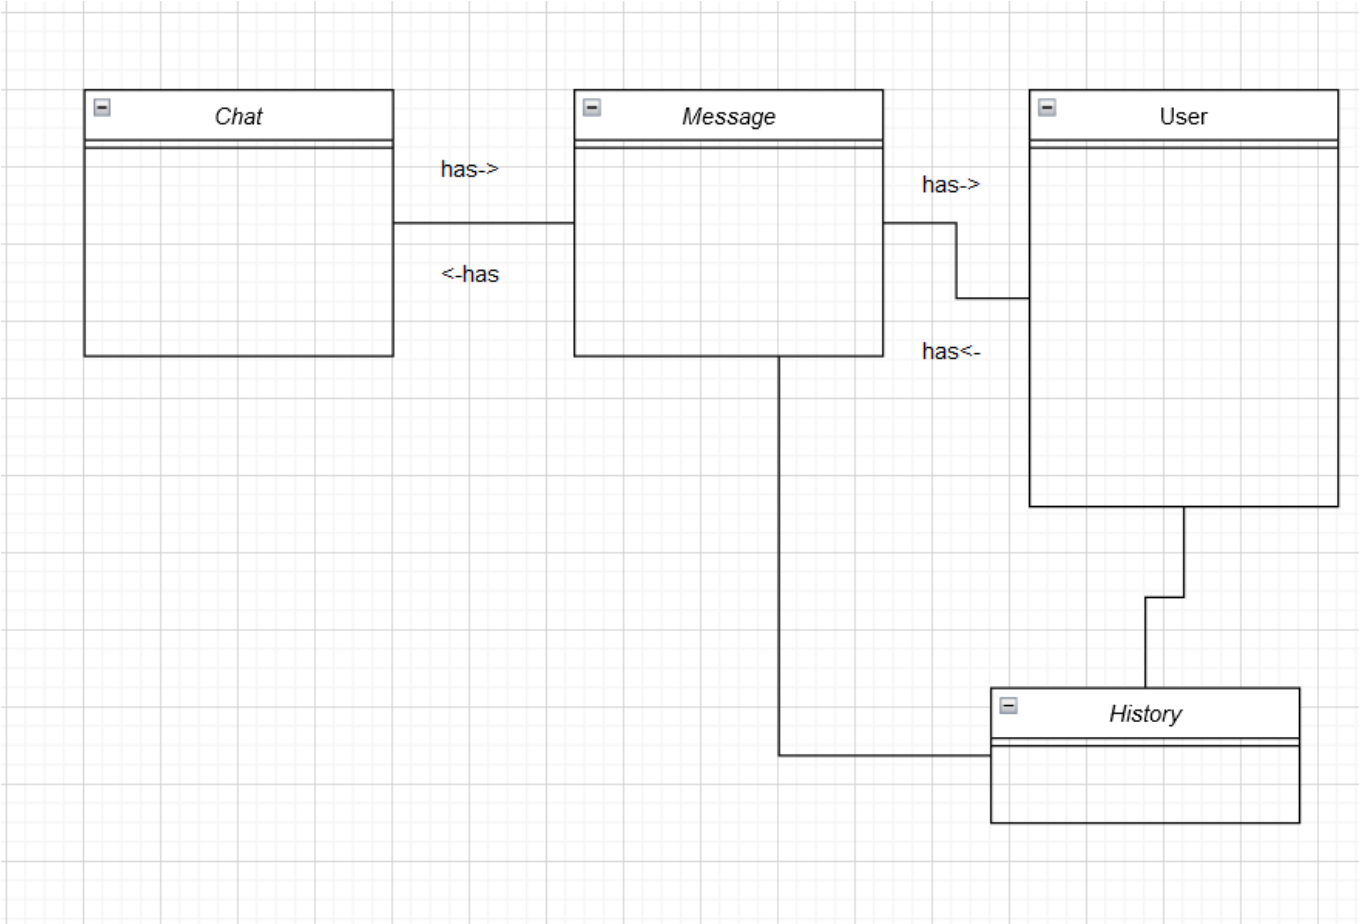 Chat
Message
User
has->
has->
<-has
has<-
History